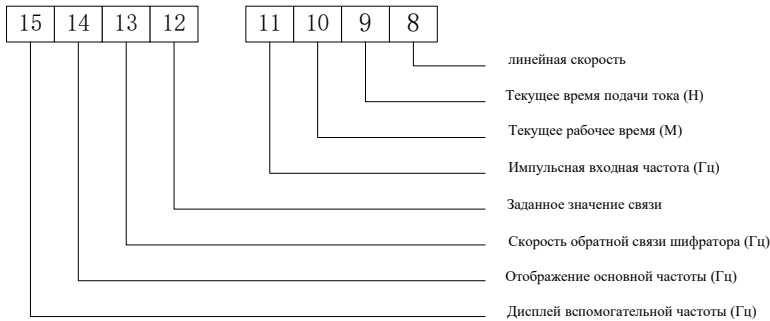 15 14 13 12 11 10 9 8
линейная скорость
Текущее время подачи тока (H)
Текущее рабочее время (M)
Импульсная входная частота (Гц)
Заданное значение связи
Скорость обратной связи шифратора (Гц)
Отображение основной частоты (Гц)
Дисплей вспомогательной частоты (Гц)